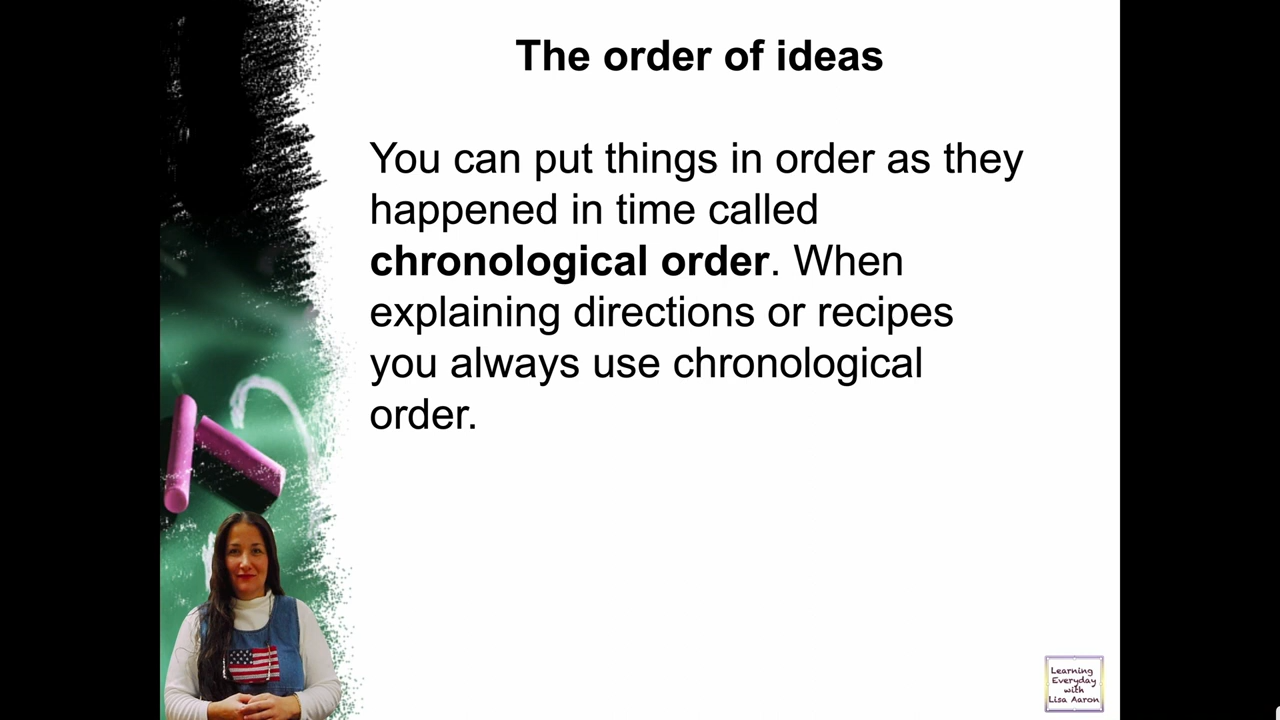 The order of ideas
You can put things in order as they
happened in time called
chronological order. When
explaining directions or recipes
you always use chronological
order.
Learning
Everyday
with
Lisa Aaron